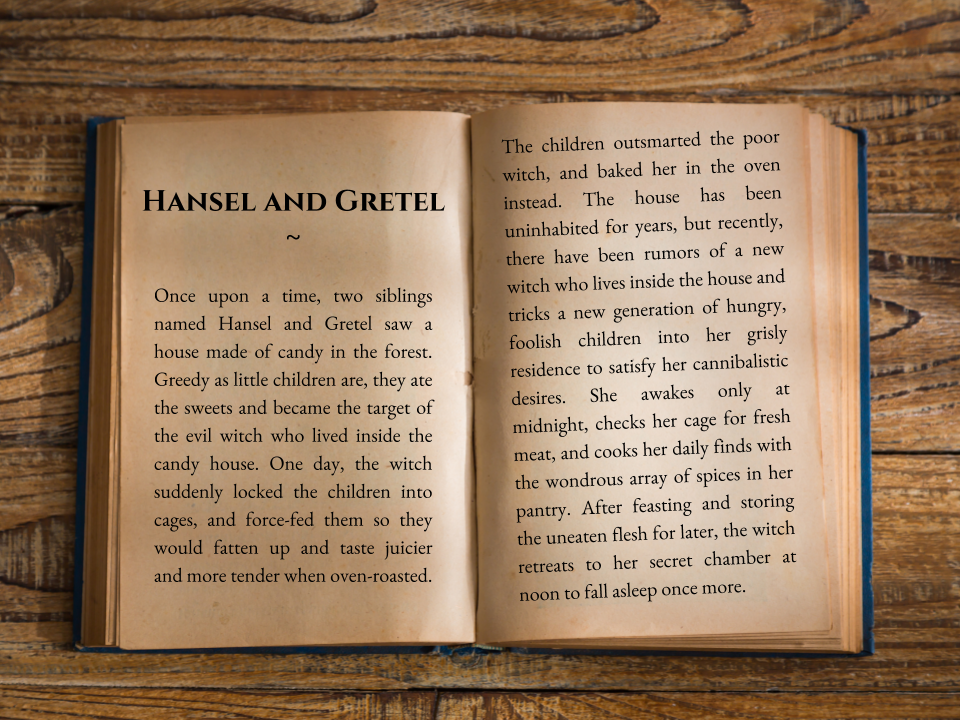 HANSEL AND GRETEL
~
Once upon a time, two siblings
named Hansel and Gretel saw a
house made of candy in the forest.
Greedy as little children are, they ate
the sweets and became the target of
the evil witch who lived inside the
candy house. One day, the witch
suddenly locked the children into
cages, and force-fed them so they
would fatten up and taste juicier
and more tender when oven-roasted.
The children outsmarted the poor
witch, and baked her in the oven
instead. The house has been
uninhabited for years, but recently,
there have been rumors of a new
witch who lives inside the house and
tricks a new generation of hungry,
foolish children into her grisly
residence to satisfy her cannibalistic
desires. She awakes only at
midnight, checks her cage for fresh
meat, and cooks her daily finds with
the wondrous array of spices in her
pantry. After feasting and storing
the uneaten flesh for later, the witch
retreats to her secret chamber at
noon to fall asleep once more.